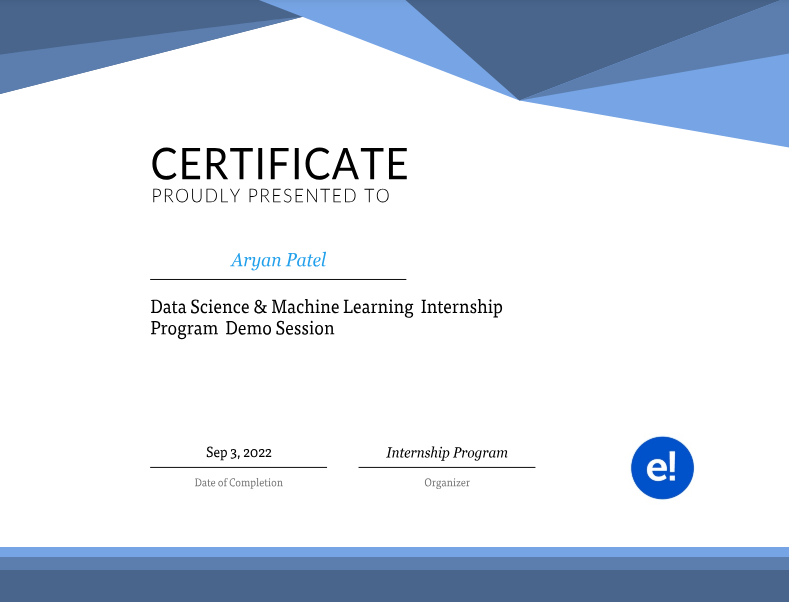 CERTIFICATE
PROUDLY PRESENTED TO
Aryan Patel
Data Science & Machine Learning Internship
Program Demo Session
Sep 3, 2022
Internship Program
Date of Completion
Organizer
e!